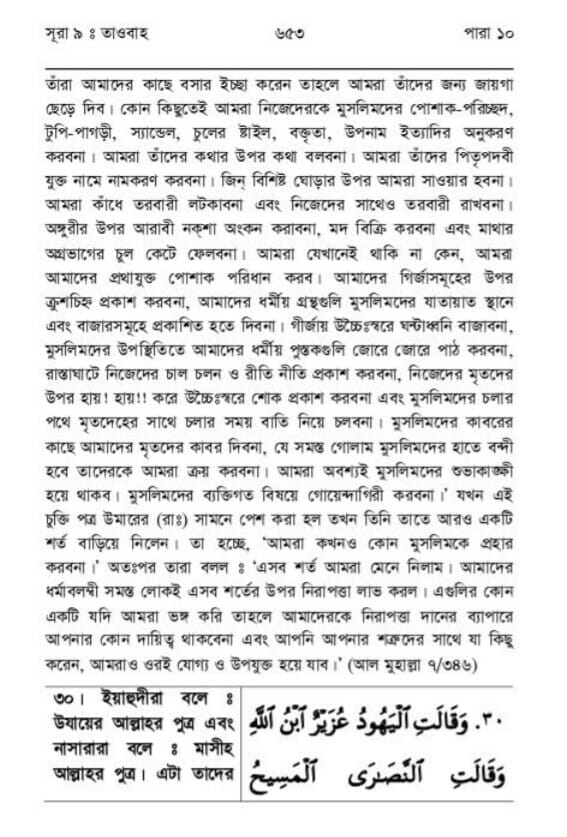 সূরা ৯ ঃ তাওবাহ ৬৫৩ পারা ১০
তাঁরা আমাদের কাছে বসার ইচ্ছা করেন তাহলে আমরা তাঁদের জন্য জায়গা
ছেড়ে দিব। কোন কিছুতেই আমরা নিজেদেরকে মুসলিমদের পোশাক-পরিচ্ছদ,
টুপি-পাগড়ী, স্যান্ডেল, চুলের ষ্টাইল, বক্তৃতা, উপনাম ইত্যাদির অনুকরণ
করবনা। আমরা তাঁদের কথার উপর কথা বলবনা। আমরা তাঁদের পিতৃপদবী
যুক্ত নামে নামকরণ করবনা। জিন্ বিশিষ্ট ঘোড়ার উপর আমরা সাওয়ার হবনা।
আমরা কাঁধে তরবারী লটকাবনা এবং নিজেদের সাথেও তরবারী রাখবনা।
অঙ্গুরীর উপর আরাবী নক্‌শা অংকন করাবনা, মদ বিক্রি করবনা এবং মাথার
অগ্রভাগের চুল কেটে ফেলবনা। আমরা যেখানেই থাকি না কেন, আমরা
আমাদের প্রথাযুক্ত পোশাক পরিধান করব। আমাদের গির্জাসমূহের উপর
ক্রুশচিহ্ন প্রকাশ করবনা, আমাদের ধর্মীয় গ্রন্থগুলি মুসলিমদের যাতায়াত স্থানে
এবং বাজারসমূহে প্রকাশিত হতে দিবনা। গীর্জায় উচ্চৈঃস্বরে ঘন্টাধ্বনি বাজাবনা,
মুসলিমদের উপস্থিতিতে আমাদের ধর্মীয় পুস্তকগুলি জোরে জোরে পাঠ করবনা,
রাস্তাঘাটে নিজেদের চাল চলন ও রীতি নীতি প্রকাশ করবনা, নিজেদের মৃতদের
উপর হায়! হায়!! করে উচ্চৈঃস্বরে শোক প্রকাশ করবনা এবং মুসলিমদের চলার
পথে মৃতদেহের সাথে চলার সময় বাতি নিয়ে চলবনা। মুসলিমদের কাবরের
কাছে আমাদের মৃতদের কাবর দিবনা, যে সমস্ত গোলাম মুসলিমদের হাতে বন্দী
হবে তাদেরকে আমরা ক্রয় করবনা। আমরা অবশ্যই মুসলিমদের শুভাকাঙ্ক্ষী
হয়ে থাকব। মুসলিমদের ব্যক্তিগত বিষয়ে গোয়েন্দাগিরী করবনা।' যখন এই
চুক্তি পত্র উমারের (রাঃ) সামনে পেশ করা হল তখন তিনি তাতে আরও একটি
শর্ত বাড়িয়ে নিলেন। তা হচ্ছে, 'আমরা কখনও কোন মুসলিমকে প্রহার
করবনা।' অতঃপর তারা বলল ঃ 'এসব শর্ত আমরা মেনে নিলাম। আমাদের
ধর্মাবলম্বী সমস্ত লোকই এসব শর্তের উপর নিরাপত্তা লাভ করল। এগুলির কোন
একটি যদি আমরা ভঙ্গ করি তাহলে আমাদেরকে নিরাপত্তা দানের ব্যাপারে
আপনার কোন দায়িত্ব থাকবেনা এবং আপনি আপনার শত্রুদের সাথে যা কিছু
করেন, আমরাও ওরই যোগ্য ও উপযুক্ত হয়ে যাব।' (আল মুহাল্লা ৭/৩৪৬)
৩০। ইয়াহুদীরা বলে ঃ
উযায়ের আল্লাহর পুত্র এবং
নাসারারা বলে ঃ মাসীহ
আল্লাহর পুত্র। এটা তাদের
٣٠. وَقَالَتِ ٱلْيَهُودُ عُزَيْرٌ ٱبْنُ ٱللَّهِ
وَقَالَتِ ٱلنَّصَـٰرَى ٱلْمَسِيحُ